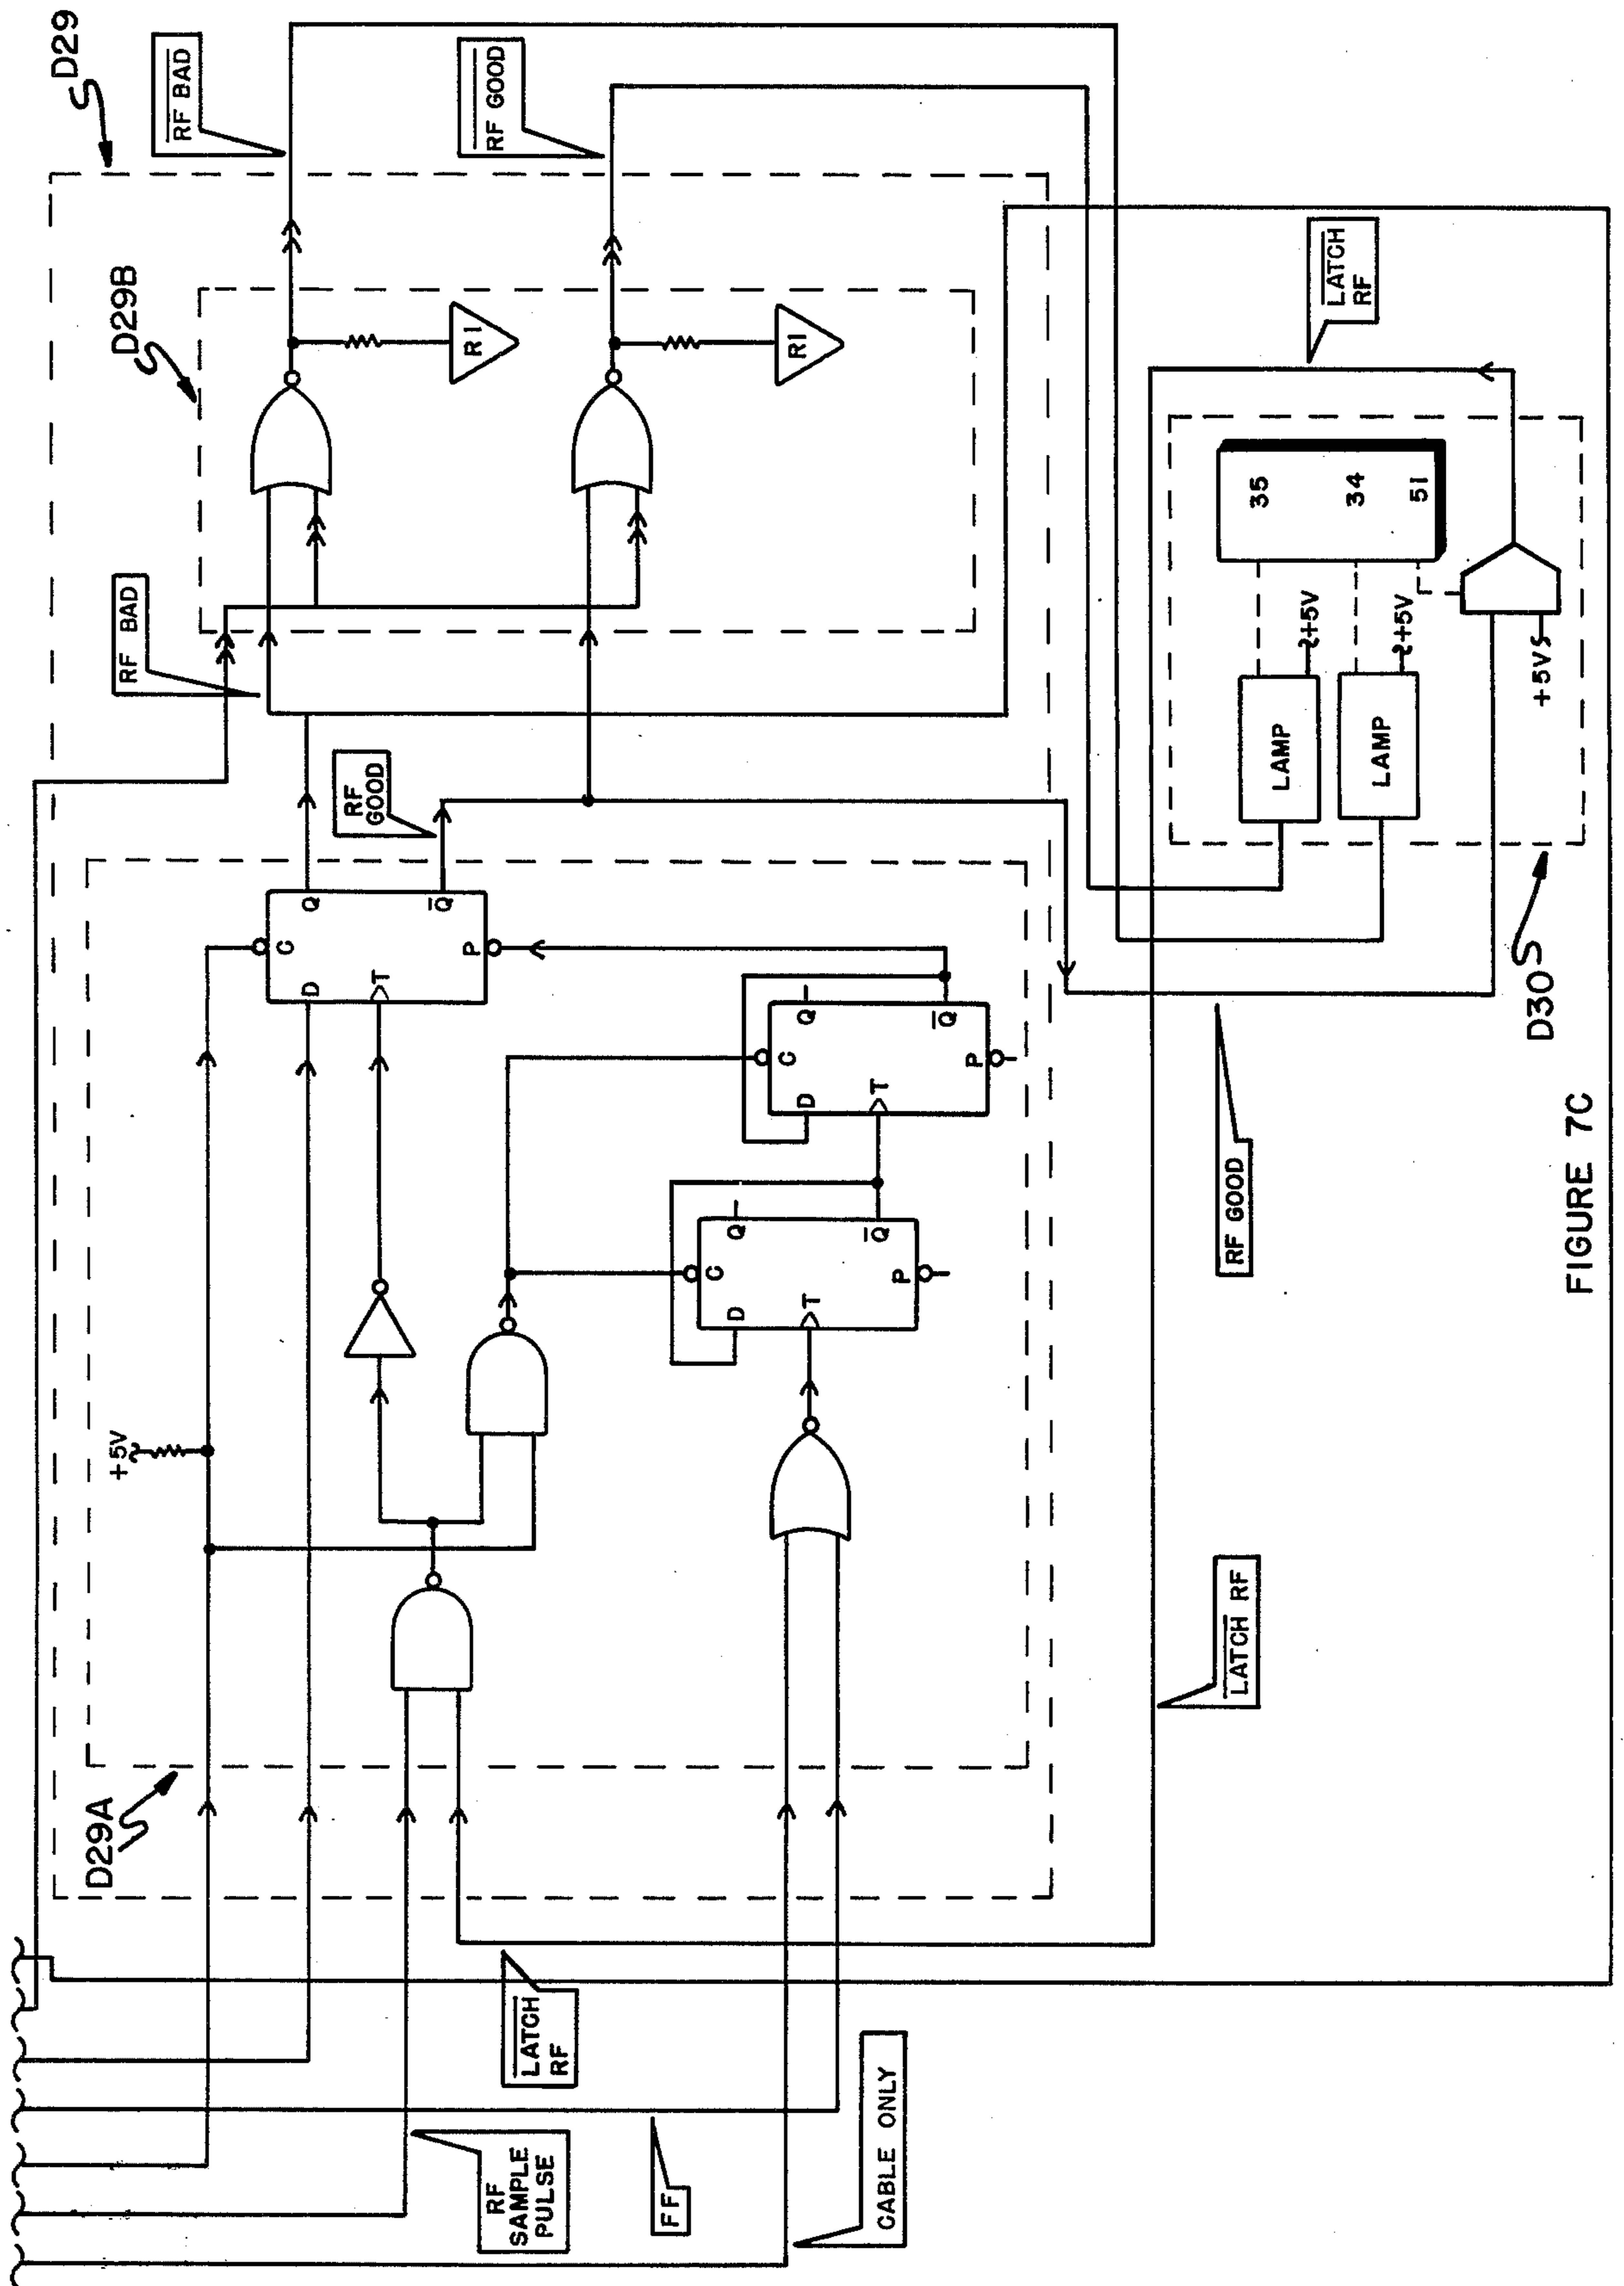 D29
RF BAD
RF GOOD
D29B
R1
R1
RF BAD
RF
GOOD
LATCH
RF
35
34
51
LAMP
+5V
LAMP
+5V
+5V
D30
C
Q
D
T
P
Q
+5V
C
Q
D
T
P
Q
C
Q
D
T
P
Q
D29A
RF GOOD
LATCH RF
LATCH
RF
RF
SAMPLE
PULSE
FF
CABLE ONLY
FIGURE 7C